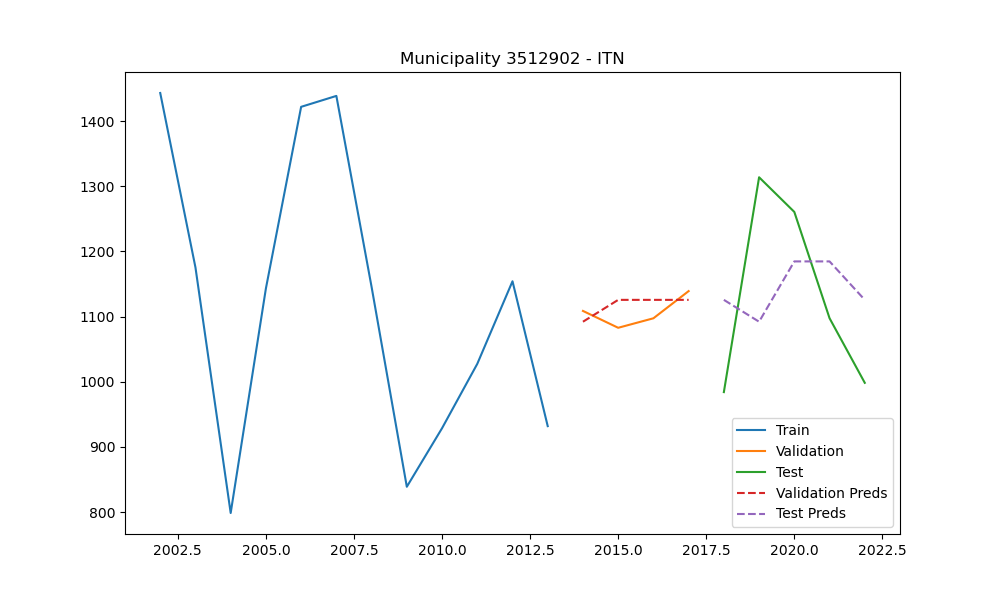 Municipality 3512902 - ITN
1400
1300
1200
1100
1000
900
800
2002.5 2005.0 2007.5 2010.0 2012.5 2015.0 2017.5 2020.0 2022.5
Train
Validation
Test
Validation Preds
Test Preds